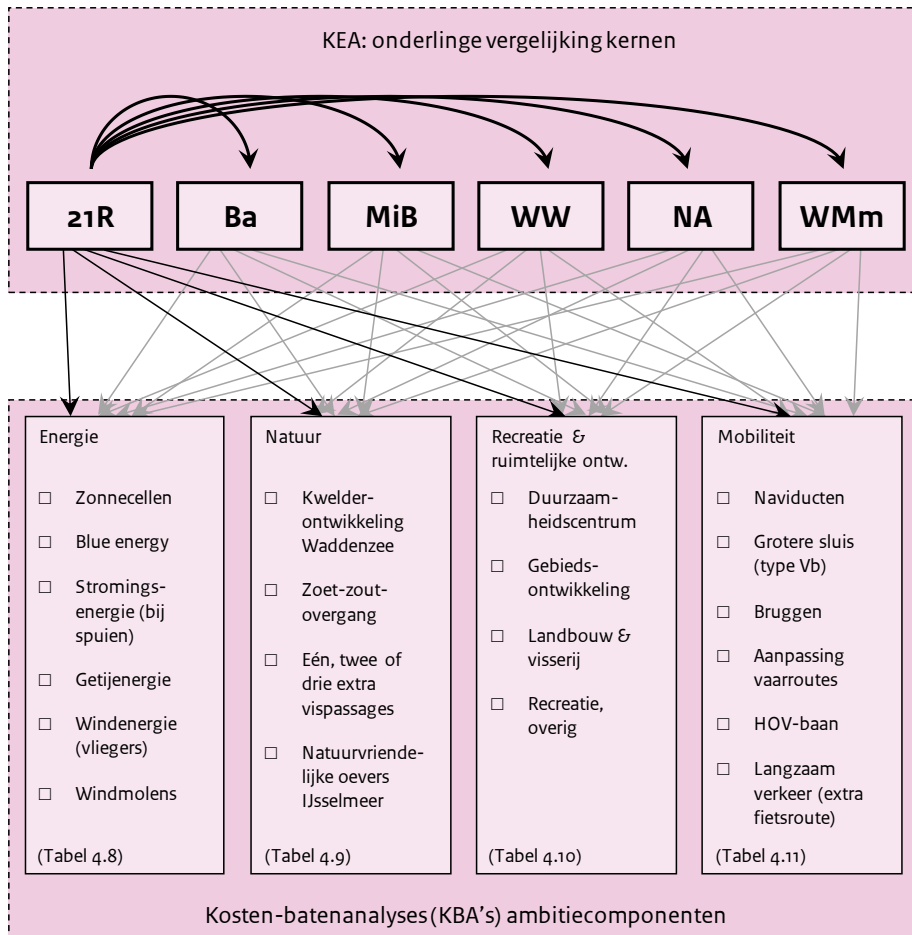 KEA: onderlinge vergelijking kernen
21R
Ba
MiB
WW
NA
WMm
Energie
□ Zonnecellen
□ Blue energy
□ Stromings-
energie (bij
spuien)
□ Getijenergie
□ Windenergie
(vliegers)
□ Windmolens
(Tabel 4.8)
Natuur
□ Kwelder-
ontwikkeling
Waddenzee
□ Zoet-zout-
overgang
□ Eén, twee of
drie extra
vispassages
□ Natuurvriende-
lijke oevers
IJsselmeer
(Tabel 4.9)
Recreatie &
ruimtelijke ontw.
□ Duurzaam-
heidscentrum
□ Gebieds-
ontwikkeling
□ Landbouw &
visserij
□ Recreatie,
overig
(Tabel 4.10)
Mobiliteit
□ Naviducten
□ Grotere sluis
(type Vb)
□ Bruggen
□ Aanpassing
vaarroutes
□ HOV-baan
□ Langzaam
verkeer (extra
fietsroute)
(Tabel 4.11)
Kosten-batenanalyses (KBA's) ambitiecomponenten